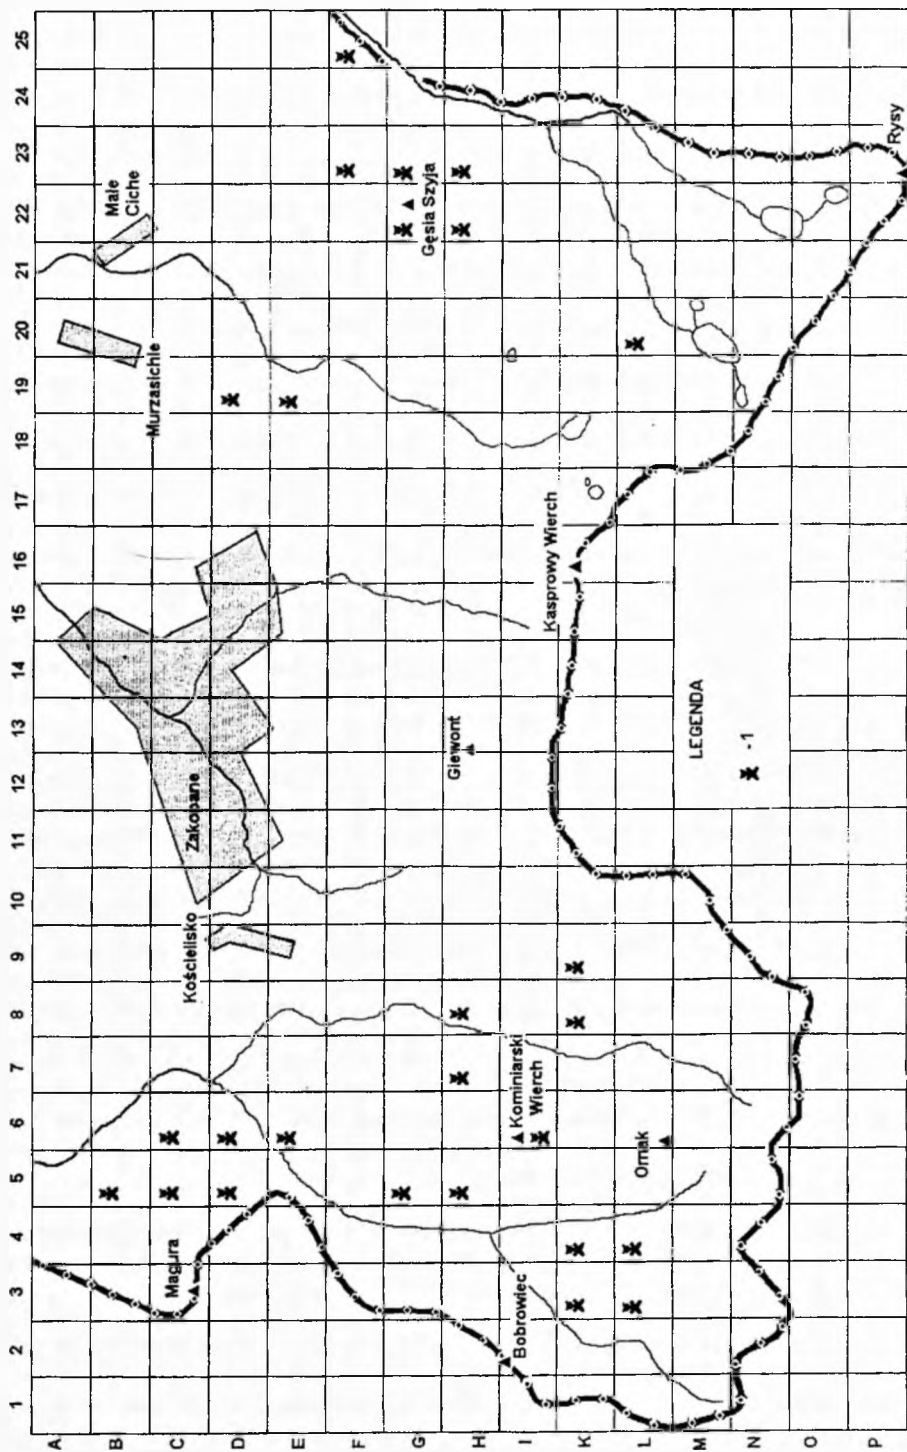 1 2 3 4 5 6 7 8 9 10 11 12 13 14 15 16 17 18 19 20 21 22 23 24 25
A
B
C
D
E
F
G
H
I
K
L
M
N
O
P
Magura
Kościelisko
Zakopane
Murzasichle
Małe
Ciche
Gęsia Szyja
Giewont
Bobrowiec
Kominiarski
Wierch
Ornak
Kasprowy Wierch
Rysy
LEGENDA
-1